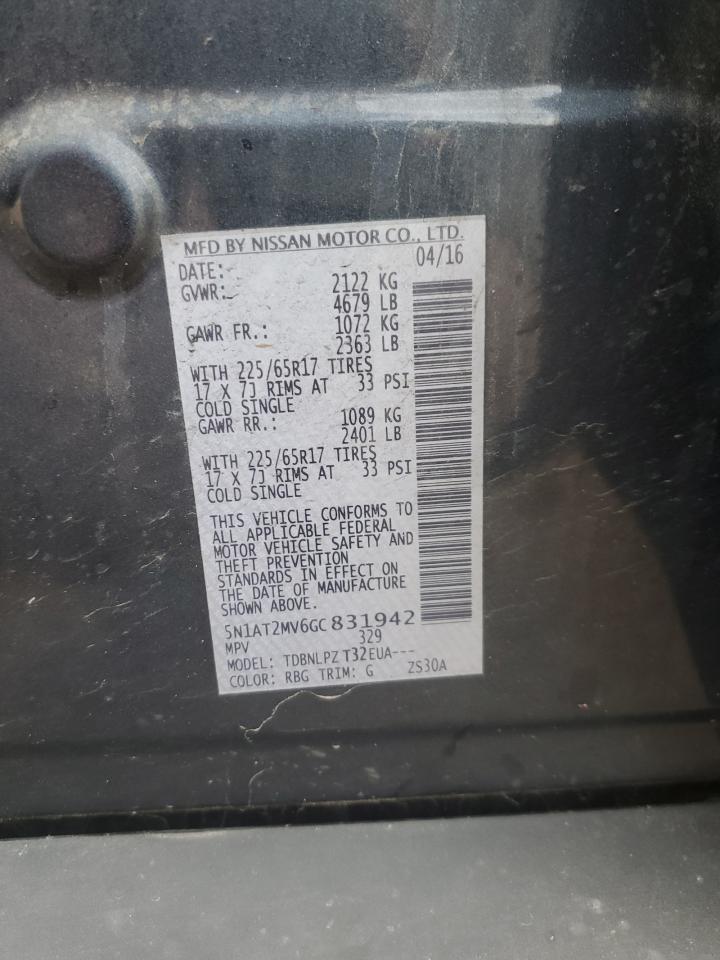 MFD BY NISSAN MOTOR CO., LTD.
DATE: 04/16
GVWR: 2122 KG
4679 LB
GAWR FR.: 1072 KG
2363 LB
WITH 225/65R17 TIRES
17 X 7J RIMS AT 33 PSI
COLD SINGLE
GAWR RR.: 1089 KG
2401 LB
WITH 225/65R17 TIRES
17 X 7J RIMS AT 33 PSI
COLD SINGLE
THIS VEHICLE CONFORMS TO
ALL APPLICABLE FEDERAL
MOTOR VEHICLE SAFETY AND
THEFT PREVENTION
STANDARDS IN EFFECT ON
THE DATE OF MANUFACTURE
SHOWN ABOVE.
5N1AT2MV6GC831942
MPV 329
MODEL: TDBNLPZ T32EUA---
COLOR: RBG TRIM: G ZS30A